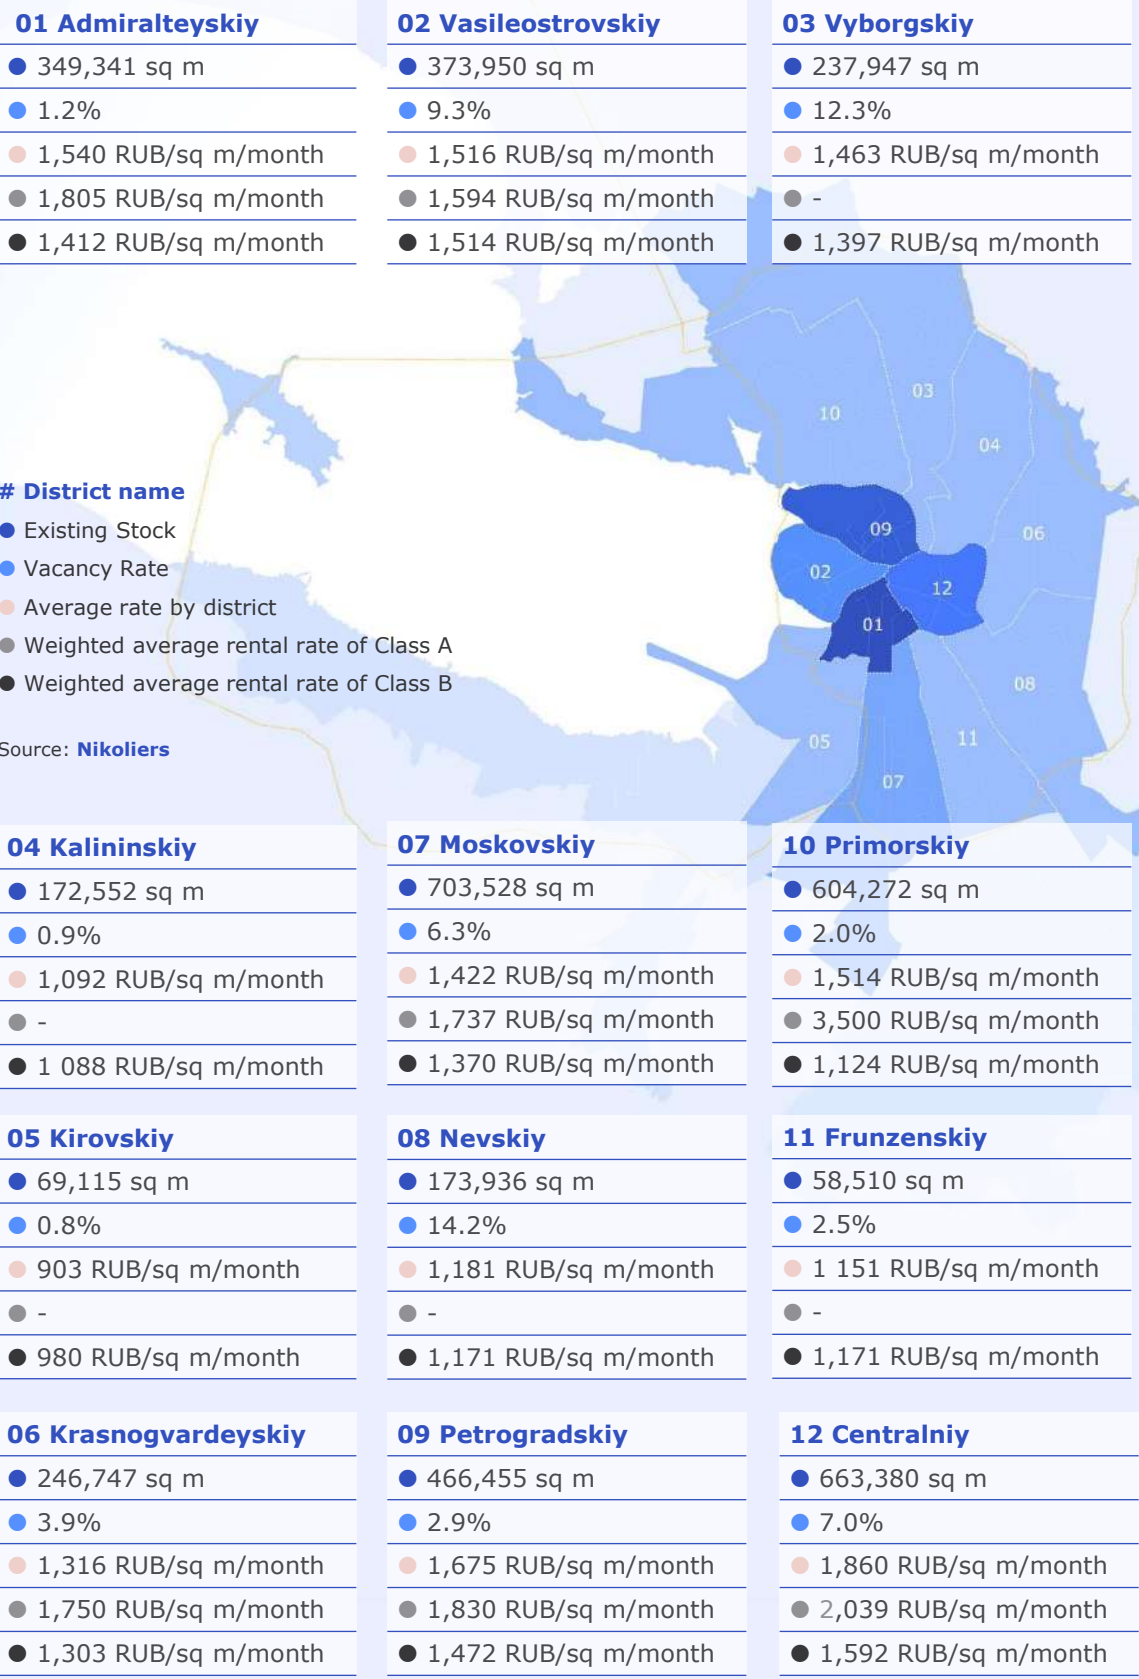 01 Admiralteyskiy
349,341 sq m
1.2%
1,540 RUB/sq m/month
1,805 RUB/sq m/month
1,412 RUB/sq m/month
02 Vasileostrovskiy
373,950 sq m
9.3%
1,516 RUB/sq m/month
1,594 RUB/sq m/month
1,514 RUB/sq m/month
03 Vyborgskiy
237,947 sq m
12.3%
1,463 RUB/sq m/month
-
1,397 RUB/sq m/month
03
10
04
09
06
02
12
01
08
05
11
07
# District name
Existing Stock
Vacancy Rate
Average rate by district
Weighted average rental rate of Class A
Weighted average rental rate of Class B
Source: Nikoliers
04 Kalininskiy
172,552 sq m
0.9%
1,092 RUB/sq m/month
-
1 088 RUB/sq m/month
07 Moskovskiy
703,528 sq m
6.3%
1,422 RUB/sq m/month
1,737 RUB/sq m/month
1,370 RUB/sq m/month
10 Primorskiy
604,272 sq m
2.0%
1,514 RUB/sq m/month
3,500 RUB/sq m/month
1,124 RUB/sq m/month
05 Kirovskiy
69,115 sq m
0.8%
903 RUB/sq m/month
-
980 RUB/sq m/month
08 Nevskiy
173,936 sq m
14.2%
1,181 RUB/sq m/month
-
1,171 RUB/sq m/month
11 Frunzenskiy
58,510 sq m
2.5%
1 151 RUB/sq m/month
-
1,171 RUB/sq m/month
06 Krasnogvardeyskiy
246,747 sq m
3.9%
1,316 RUB/sq m/month
1,750 RUB/sq m/month
1,303 RUB/sq m/month
09 Petrogradskiy
466,455 sq m
2.9%
1,675 RUB/sq m/month
1,830 RUB/sq m/month
1,472 RUB/sq m/month
12 Centralniy
663,380 sq m
7.0%
1,860 RUB/sq m/month
2,039 RUB/sq m/month
1,592 RUB/sq m/month